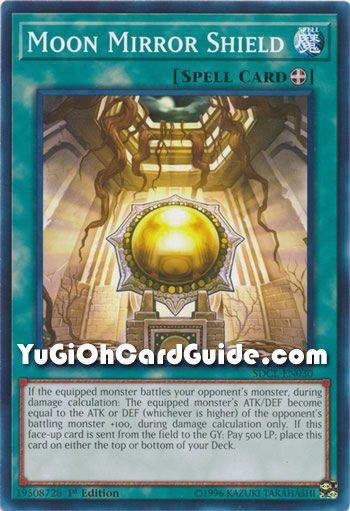 MOON MIRROR SHIELD
SPELL
魔
[SPELL CARD]
YuGiOhCardGuide.com
SDCL-EN030
If the equipped monster battles your opponent's monster, during
damage calculation: The equipped monster's ATK/DEF become
equal to the ATK or DEF (whichever is higher) of the opponent's
battling monster +100, during damage calculation only. If this
face-up card is sent from the field to the GY: Pay 500 LP; place this
card on either the top or bottom of your Deck.
19508728 1st Edition ©1996 KAZUKI TAKAHASHI